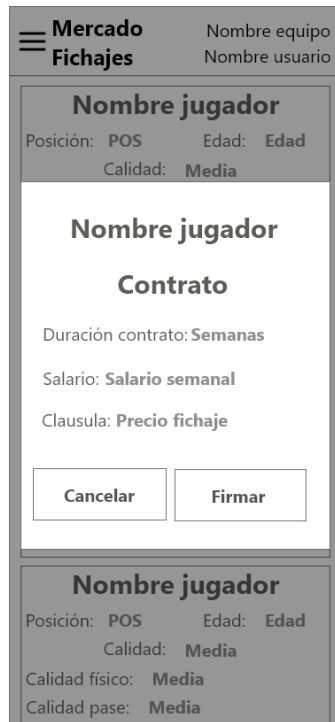 Mercado Fichajes
Nombre equipo
Nombre usuario
Nombre jugador
Posición: POS Edad: Edad
Calidad: Media
Nombre jugador
Contrato
Duración contrato: Semanas
Salario: Salario semanal
Clausula: Precio fichaje
Cancelar Firmar
Nombre jugador
Posición: POS Edad: Edad
Calidad: Media
Calidad físico: Media
Calidad pase: Media